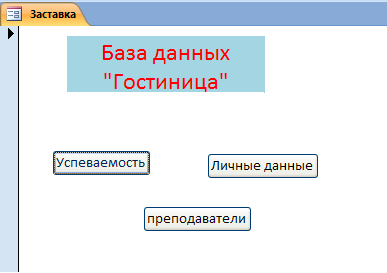 Заставка
База данных
"Гостиница"
Успеваемость
Личные данные
преподаватели